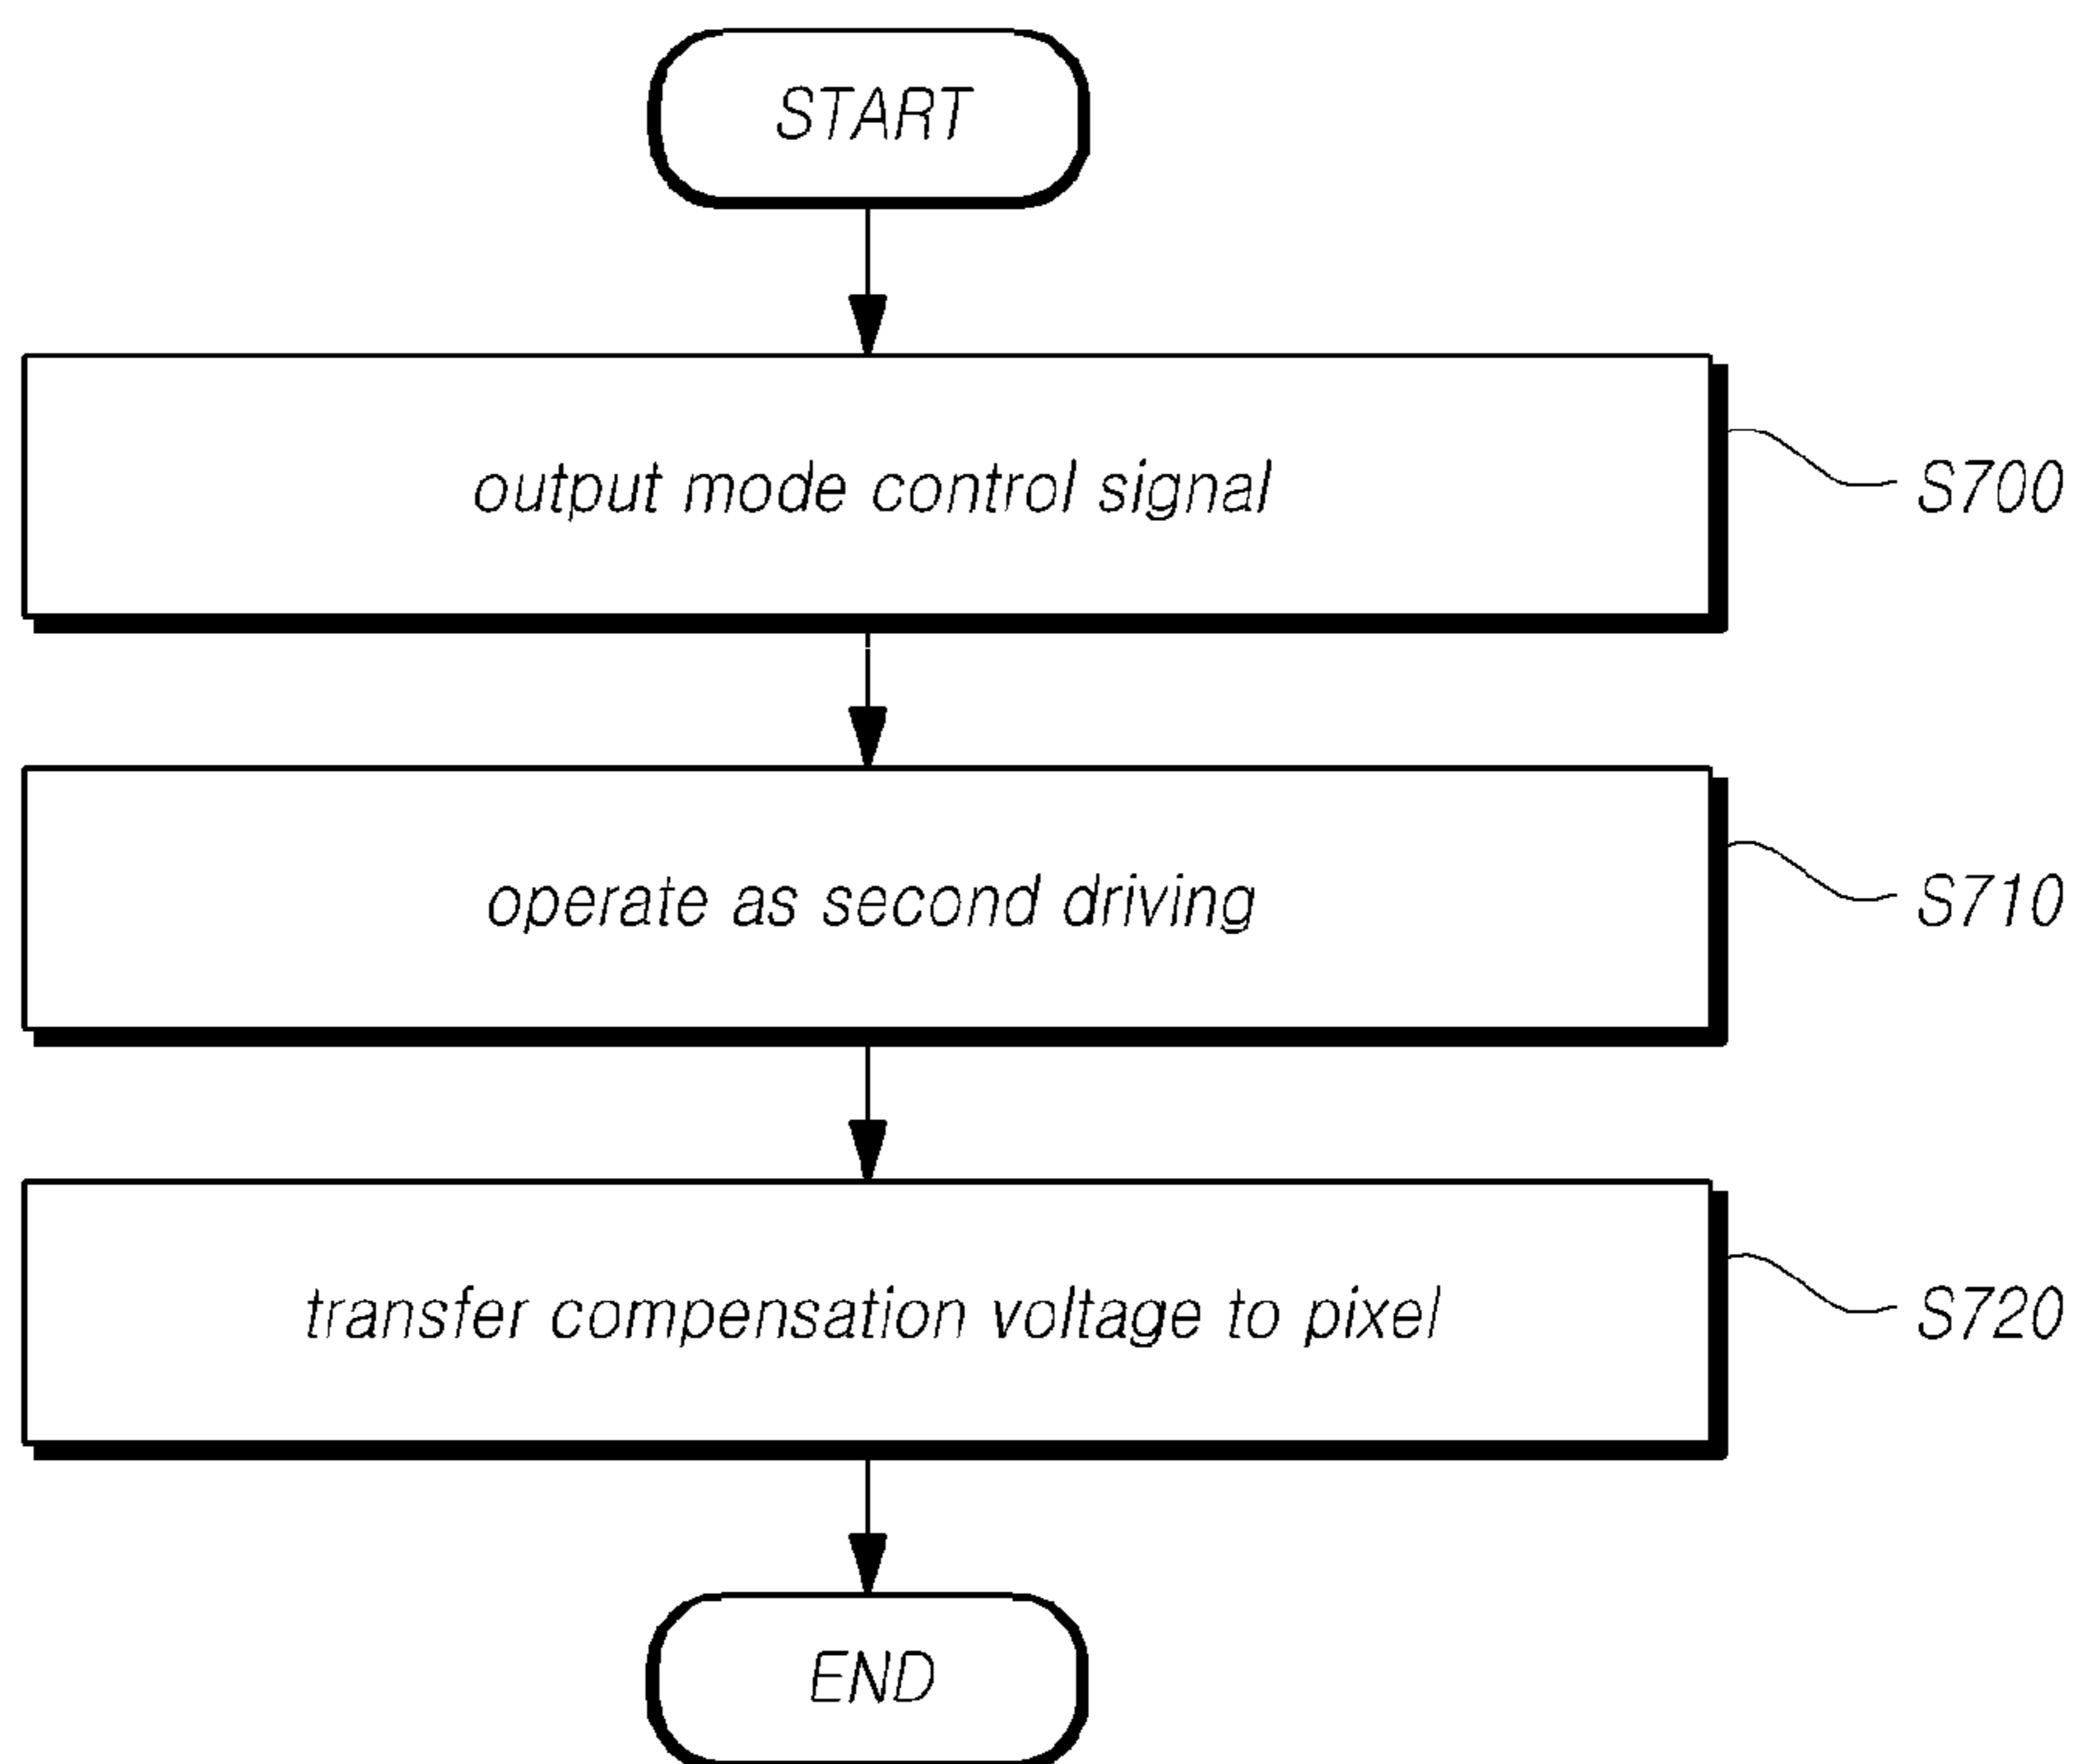 START
output mode control signal
S700
operate as second driving
S710
transfer compensation voltage to pixel
S720
END